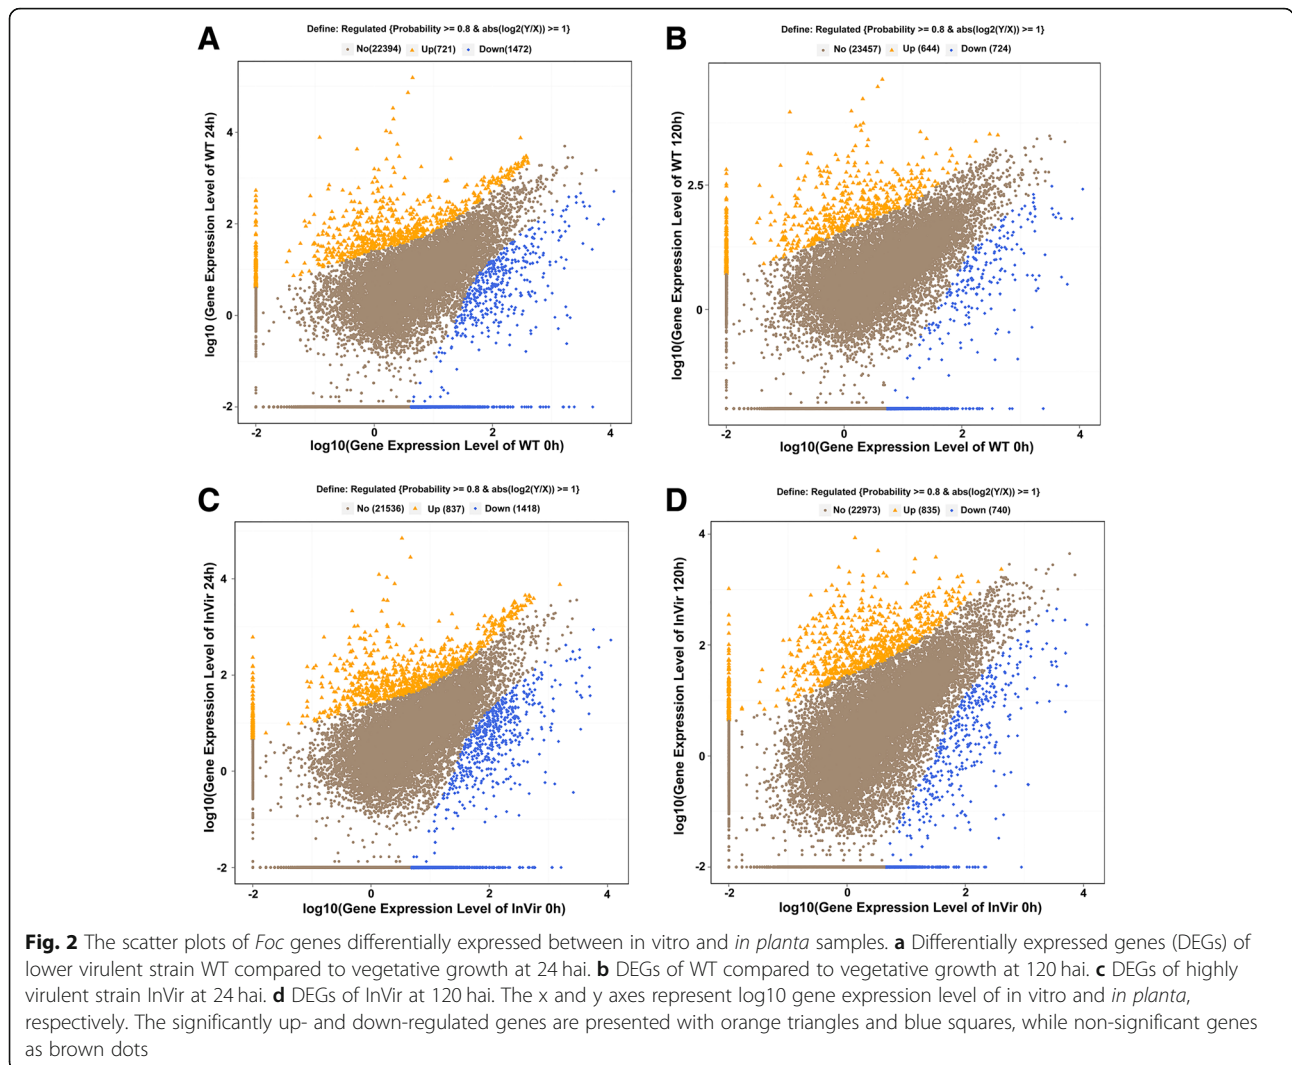 A
Define: Regulated {Probability >= 0.8 & abs(log2(Y/X)) >= 1}
No(22394) Up(721) Down(1472)
log10 (Gene Expression Level of WT 24h)
4
2
0
-2
-2 0 2 4
log10(Gene Expression Level of WT 0h)
B
Define: Regulated {Probability >= 0.8 & abs(log2(Y/X)) >= 1}
No (23457) Up (644) Down (724)
log10(Gene Expression Level of WT 120h)
2.5
0
-2 0 2 4
log10(Gene Expression Level of WT 0h)
C
Define: Regulated {Probability >= 0.8 & abs(log2(Y/X)) >= 1}
No (21536) Up (837) Down (1418)
log10(Gene Expression Level of InVir 24h)
4
2
0
-2
-2 0 2 4
log10(Gene Expression Level of InVir 0h)
D
Define: Regulated {Probability >= 0.8 & abs(log2(Y/X)) >= 1}
No (22973) Up (835) Down (740)
log10(Gene Expression Level of InVir 120h)
4
2
0
-2
-2 0 2 4
log10(Gene Expression Level of InVir 0h)
Fig. 2 The scatter plots of Foc genes differentially expressed between in vitro and in planta samples. a Differentially expressed genes (DEGs) of
lower virulent strain WT compared to vegetative growth at 24 hai. b DEGs of WT compared to vegetative growth at 120 hai. c DEGs of highly
virulent strain InVir at 24 hai. d DEGs of InVir at 120 hai. The x and y axes represent log10 gene expression level of in vitro and in planta,
respectively. The significantly up- and down-regulated genes are presented with orange triangles and blue squares, while non-significant genes
as brown dots